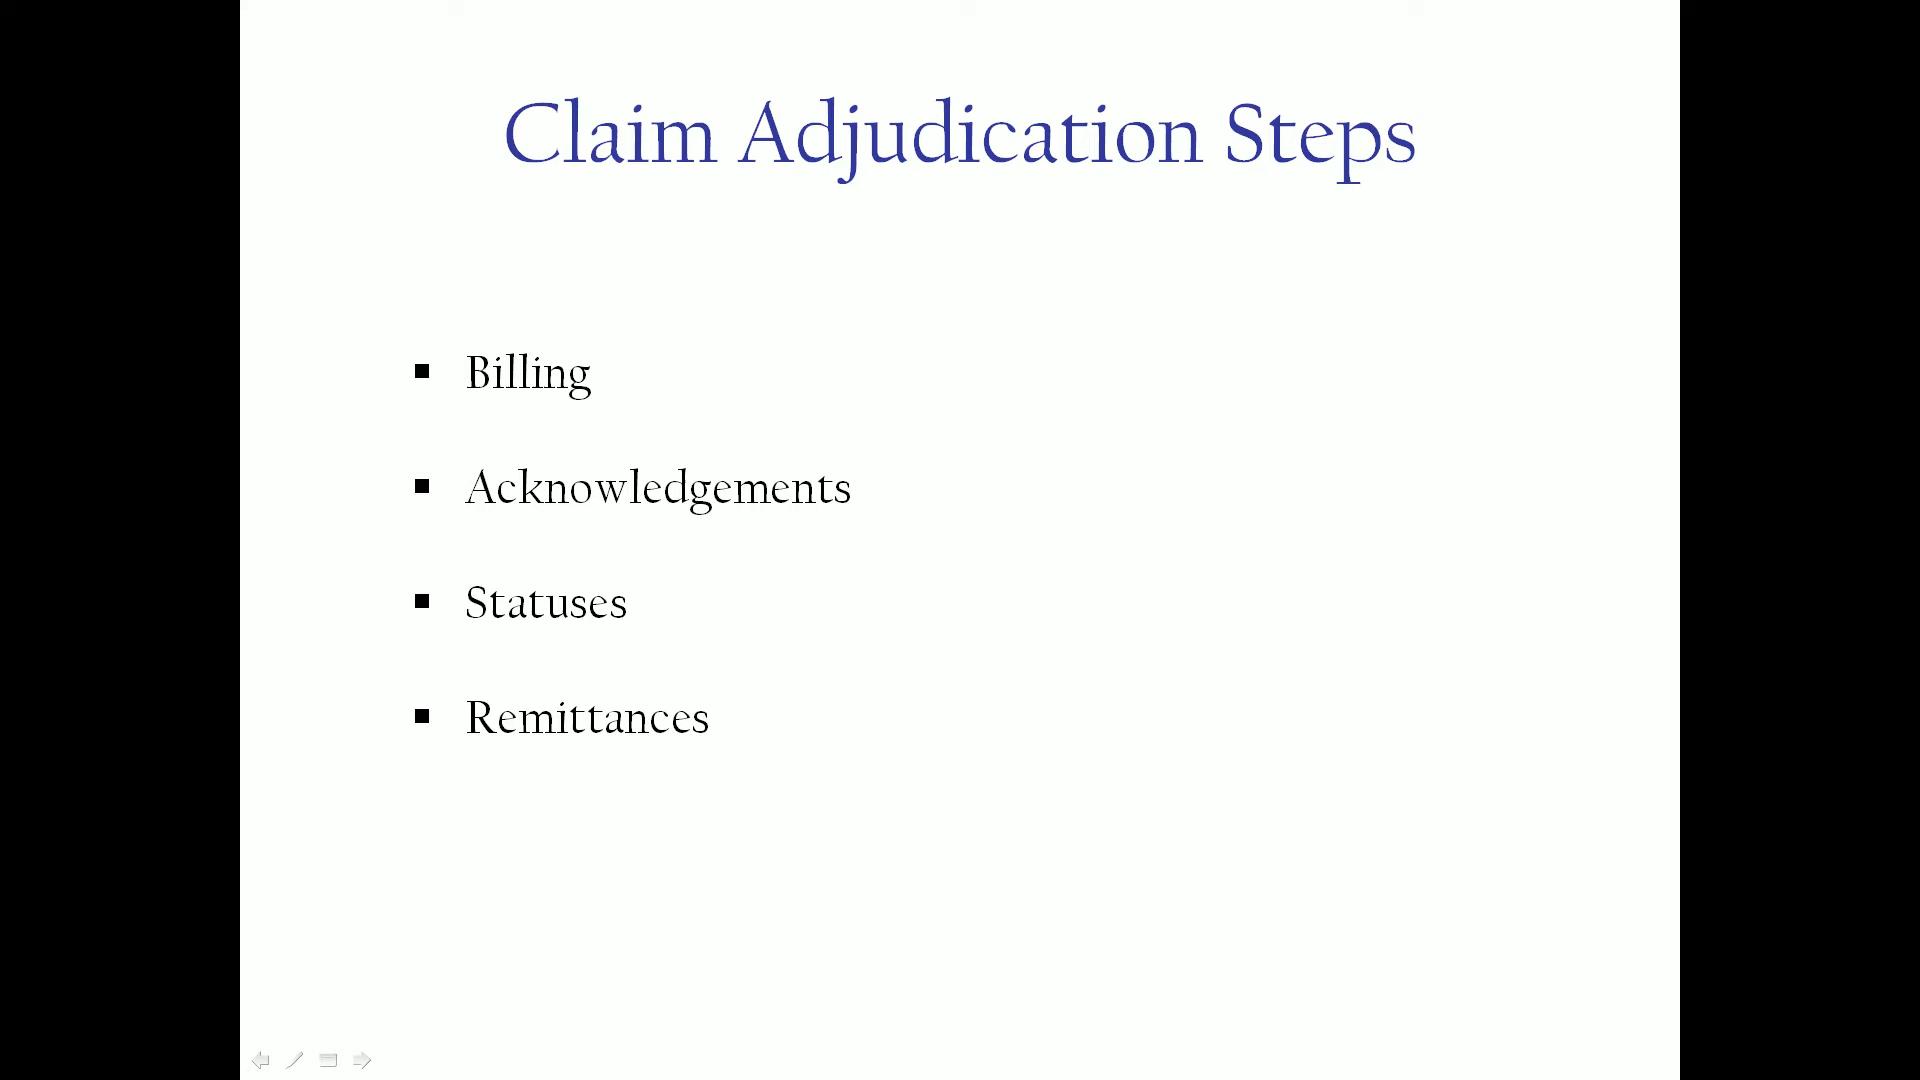 Claim Adjudication Steps
Billing
Acknowledgements
Statuses
Remittances